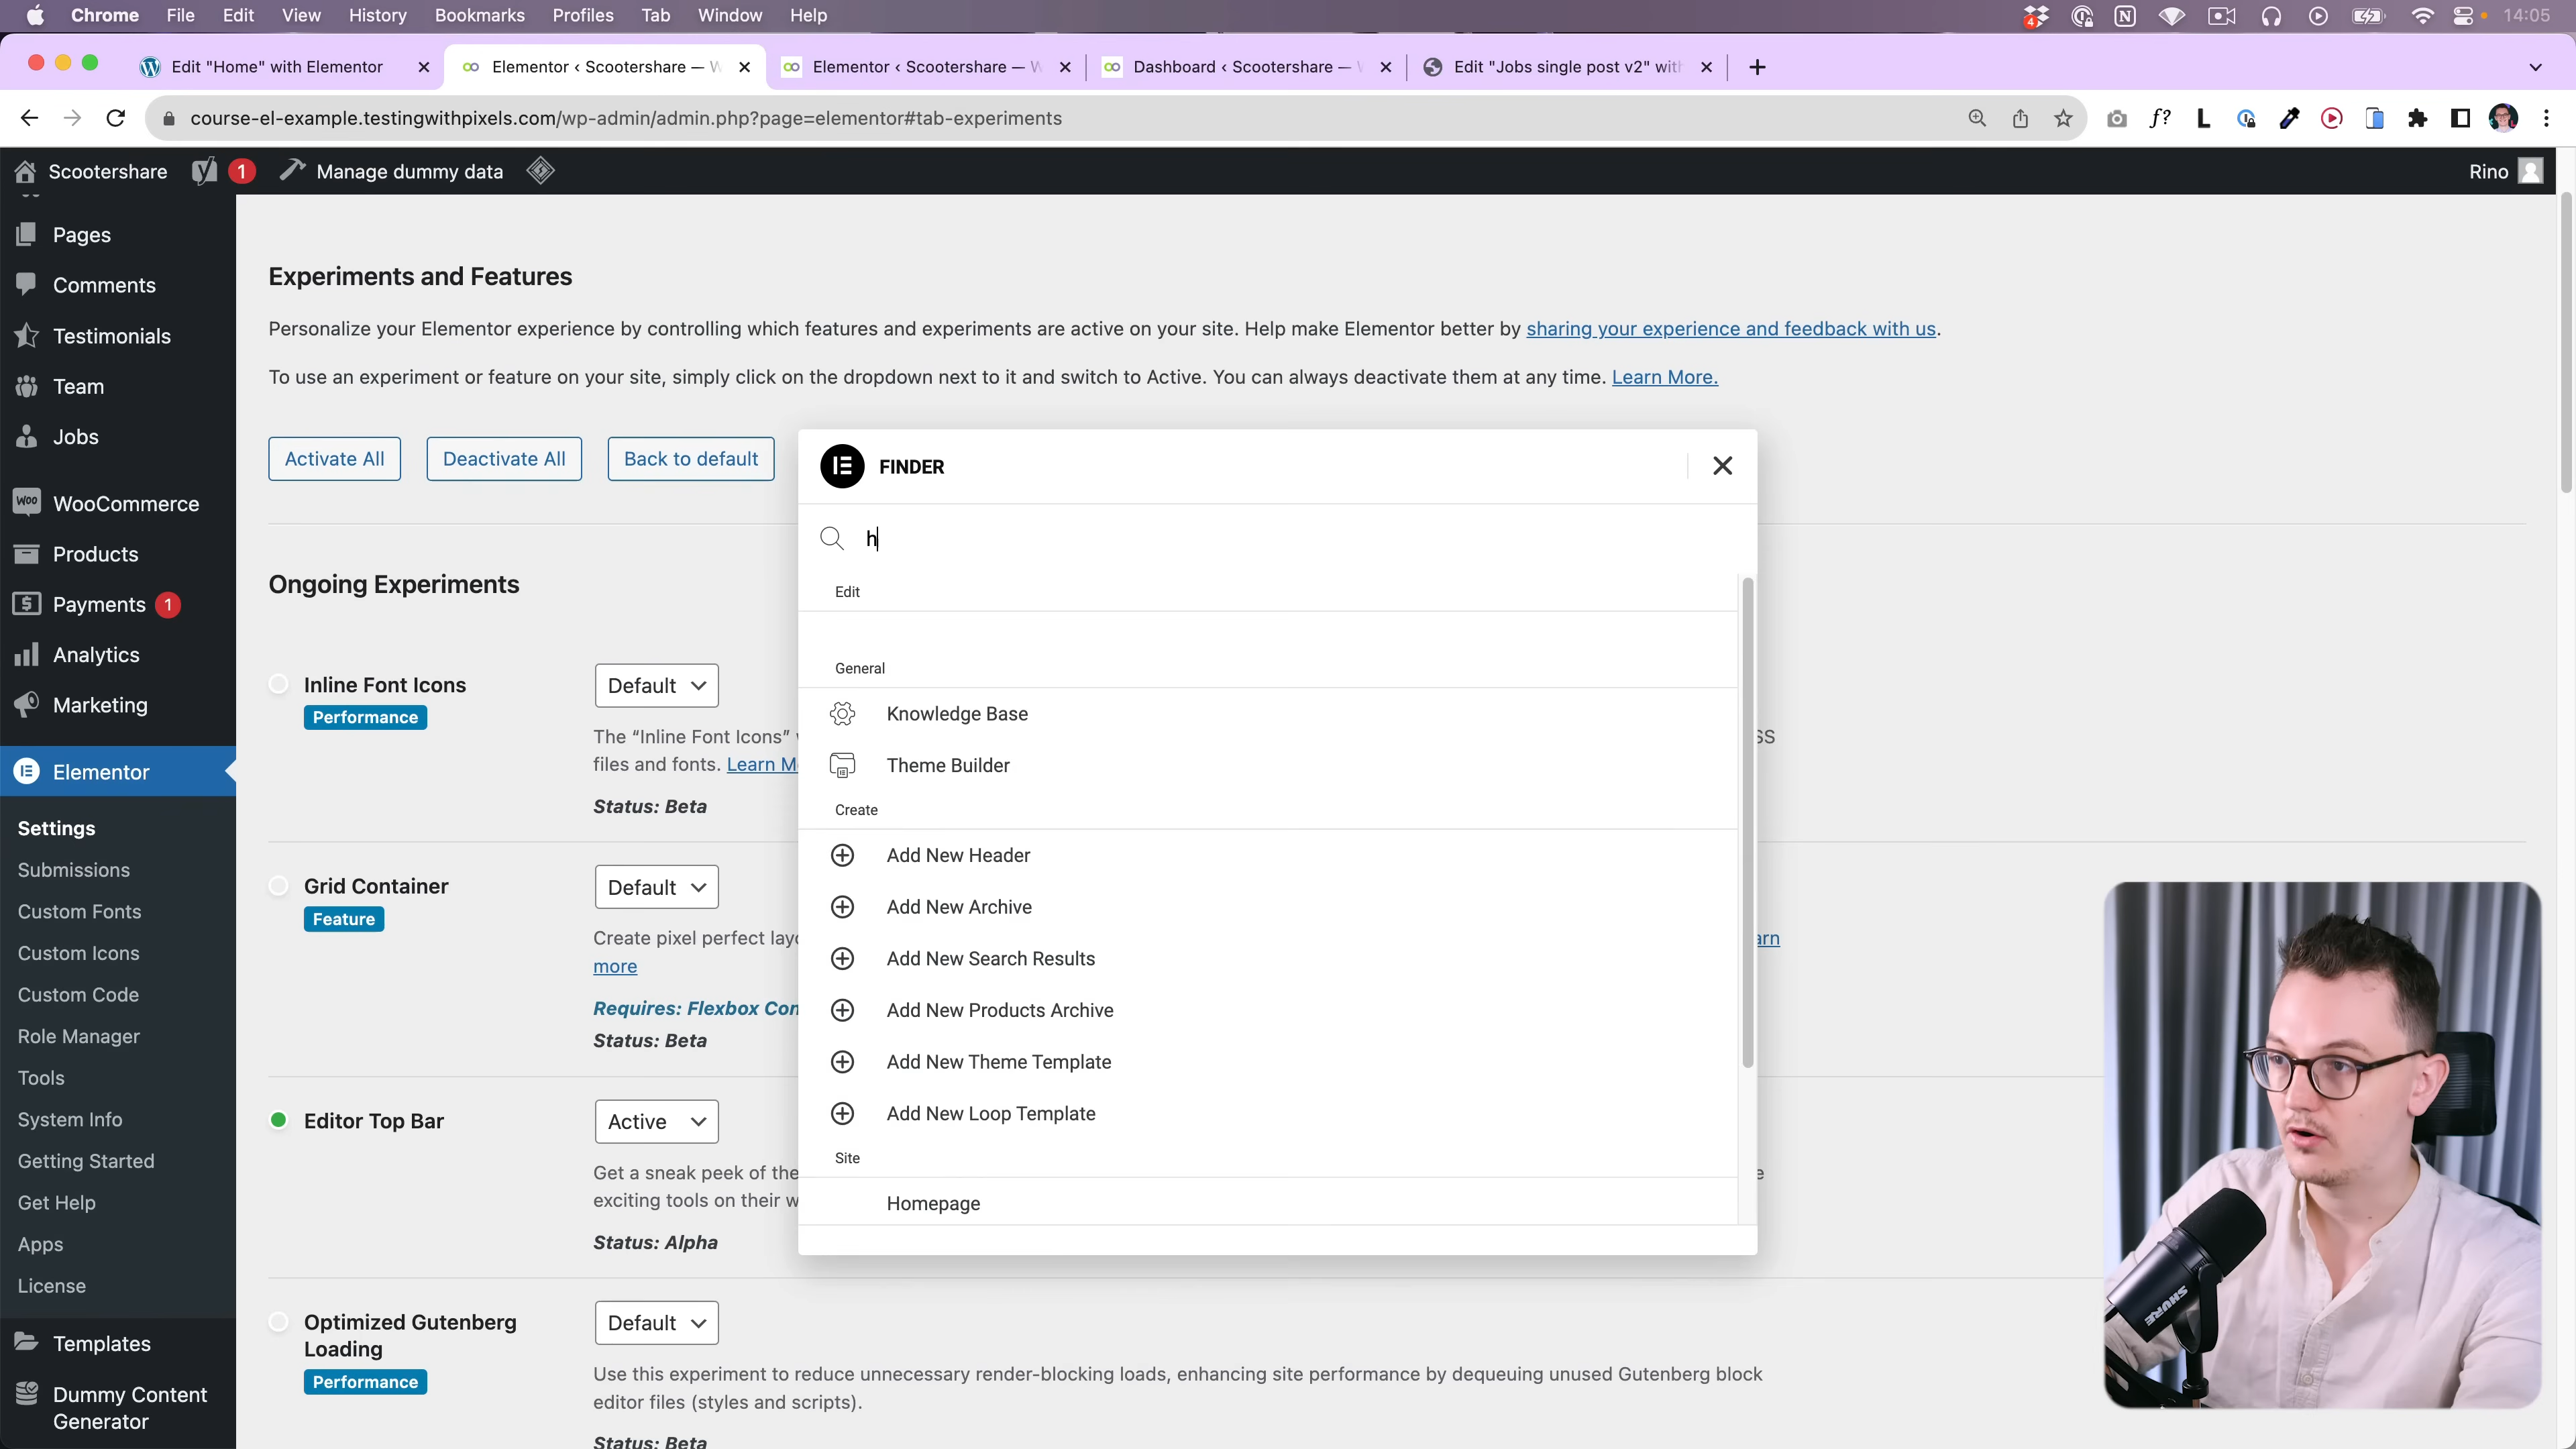 Chrome File Edit View History Bookmarks Profiles Tab Window Help
4
14:05
Edit "Home" with Elementor
Elementor ‹ Scootershare — W
Elementor ‹ Scootershare — W
Dashboard ‹ Scootershare —
Edit "Jobs single post v2" wit
course-el-example.testingwithpixels.com/wp-admin/admin.php?page=elementor#tab-experiments
f?
L
Scootershare
1
Manage dummy data
Rino
Pages
Comments
Testimonials
Team
Jobs
WOO WooCommerce
Products
Payments 1
Analytics
Marketing
Elementor
Settings
Submissions
Custom Fonts
Custom Icons
Custom Code
Role Manager
Tools
System Info
Getting Started
Get Help
Apps
License
Templates
Dummy Content
Generator
Experiments and Features
Personalize your Elementor experience by controlling which features and experiments are active on your site. Help make Elementor better by sharing your experience and feedback with us.
To use an experiment or feature on your site, simply click on the dropdown next to it and switch to Active. You can always deactivate them at any time. Learn More.
Activate All
Deactivate All
Back to default
Ongoing Experiments
Inline Font Icons
Performance
Default
The “Inline Font Icons”
SS
files and fonts. Learn M
Status: Beta
Grid Container
Feature
Default
Create pixel perfect layo
arn
more
Requires: Flexbox Con
Status: Beta
Editor Top Bar
Active
Get a sneak peek of the
e
exciting tools on their w
Status: Alpha
Optimized Gutenberg
Loading
Performance
Default
Use this experiment to reduce unnecessary render-blocking loads, enhancing site performance by dequeuing unused Gutenberg block
editor files (styles and scripts).
Status: Beta
FINDER
h
Edit
General
Knowledge Base
Theme Builder
Create
Add New Header
Add New Archive
Add New Search Results
Add New Products Archive
Add New Theme Template
Add New Loop Template
Site
Homepage
SHURE